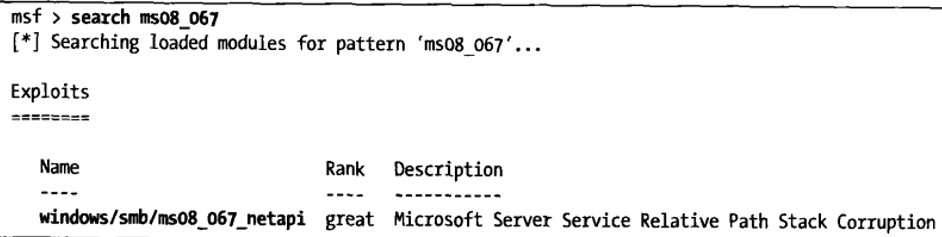 msf > search ms08_067
[*] Searching loaded modules for pattern 'ms08_067'...
Exploits
========
Name Rank Description
---- ---- -----------
windows/smb/ms08_067_netapi great Microsoft Server Service Relative Path Stack Corruption